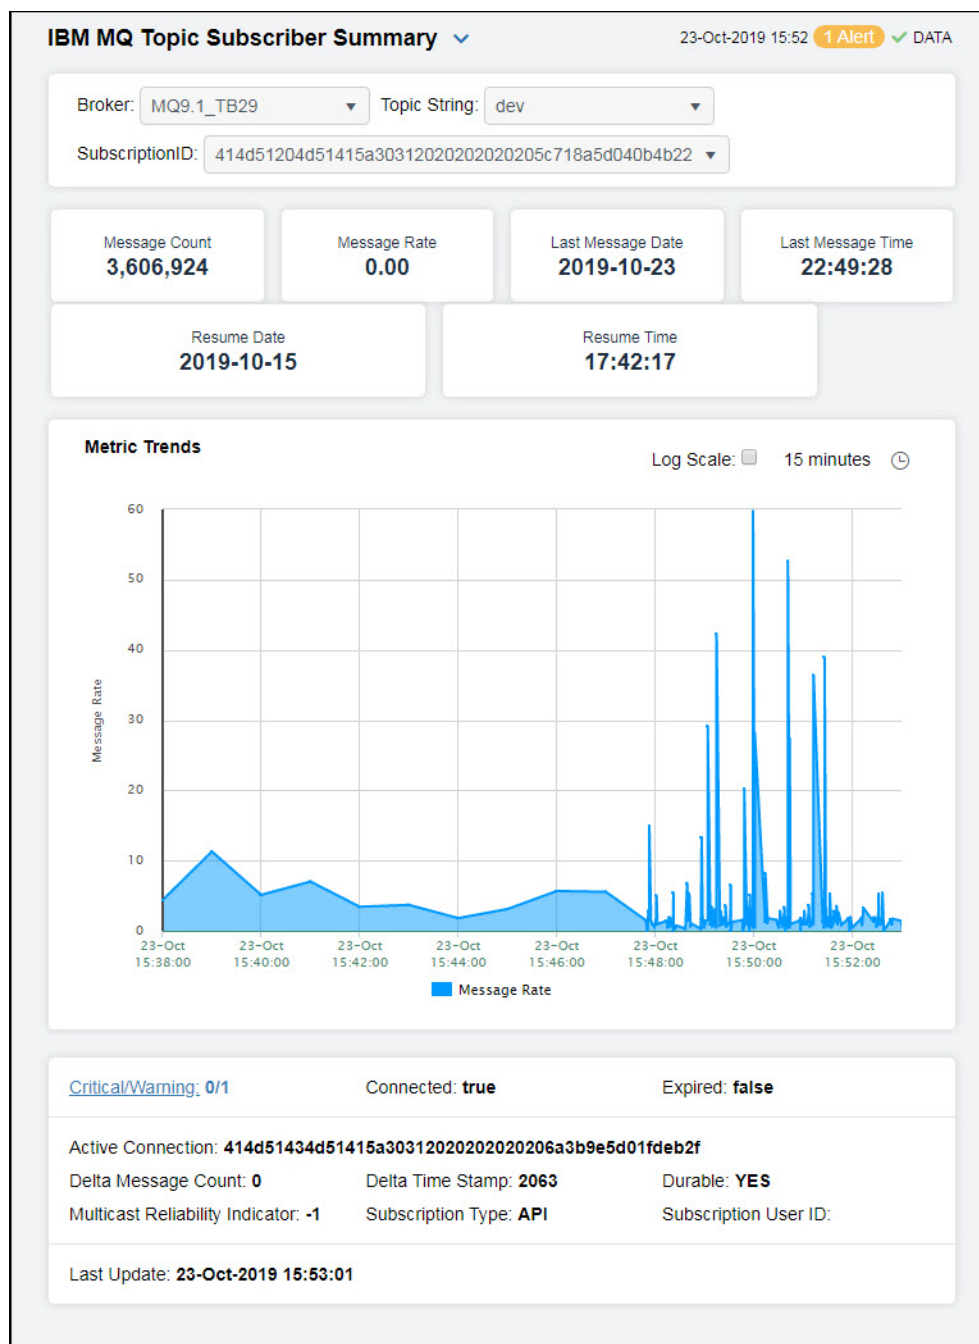 IBM MQ Topic Subscriber Summary
23-Oct-2019 15:52 1 Alert DATA
Broker: MQ9.1_TB29 Topic String: dev
SubscriptionID: 414d51204d51415a30312020202020205c718a5d040b4b22
Message Count Message Rate Last Message Date Last Message Time
3,606,924 0.00 2019-10-23 22:49:28
Resume Date Resume Time
2019-10-15 17:42:17
Metric Trends
Log Scale: 15 minutes
60
50
40
30
20
10
0
Message Rate
23-Oct 23-Oct 23-Oct 23-Oct 23-Oct 23-Oct 23-Oct 23-Oct
15:38:00 15:40:00 15:42:00 15:44:00 15:46:00 15:48:00 15:50:00 15:52:00
Message Rate
Critical/Warning: 0/1 Connected: true Expired: false
Active Connection: 414d51434d51415a30312020202020206a3b9e5d01fdeb2f
Delta Message Count: 0 Delta Time Stamp: 2063 Durable: YES
Multicast Reliability Indicator: -1 Subscription Type: API Subscription User ID:
Last Update: 23-Oct-2019 15:53:01